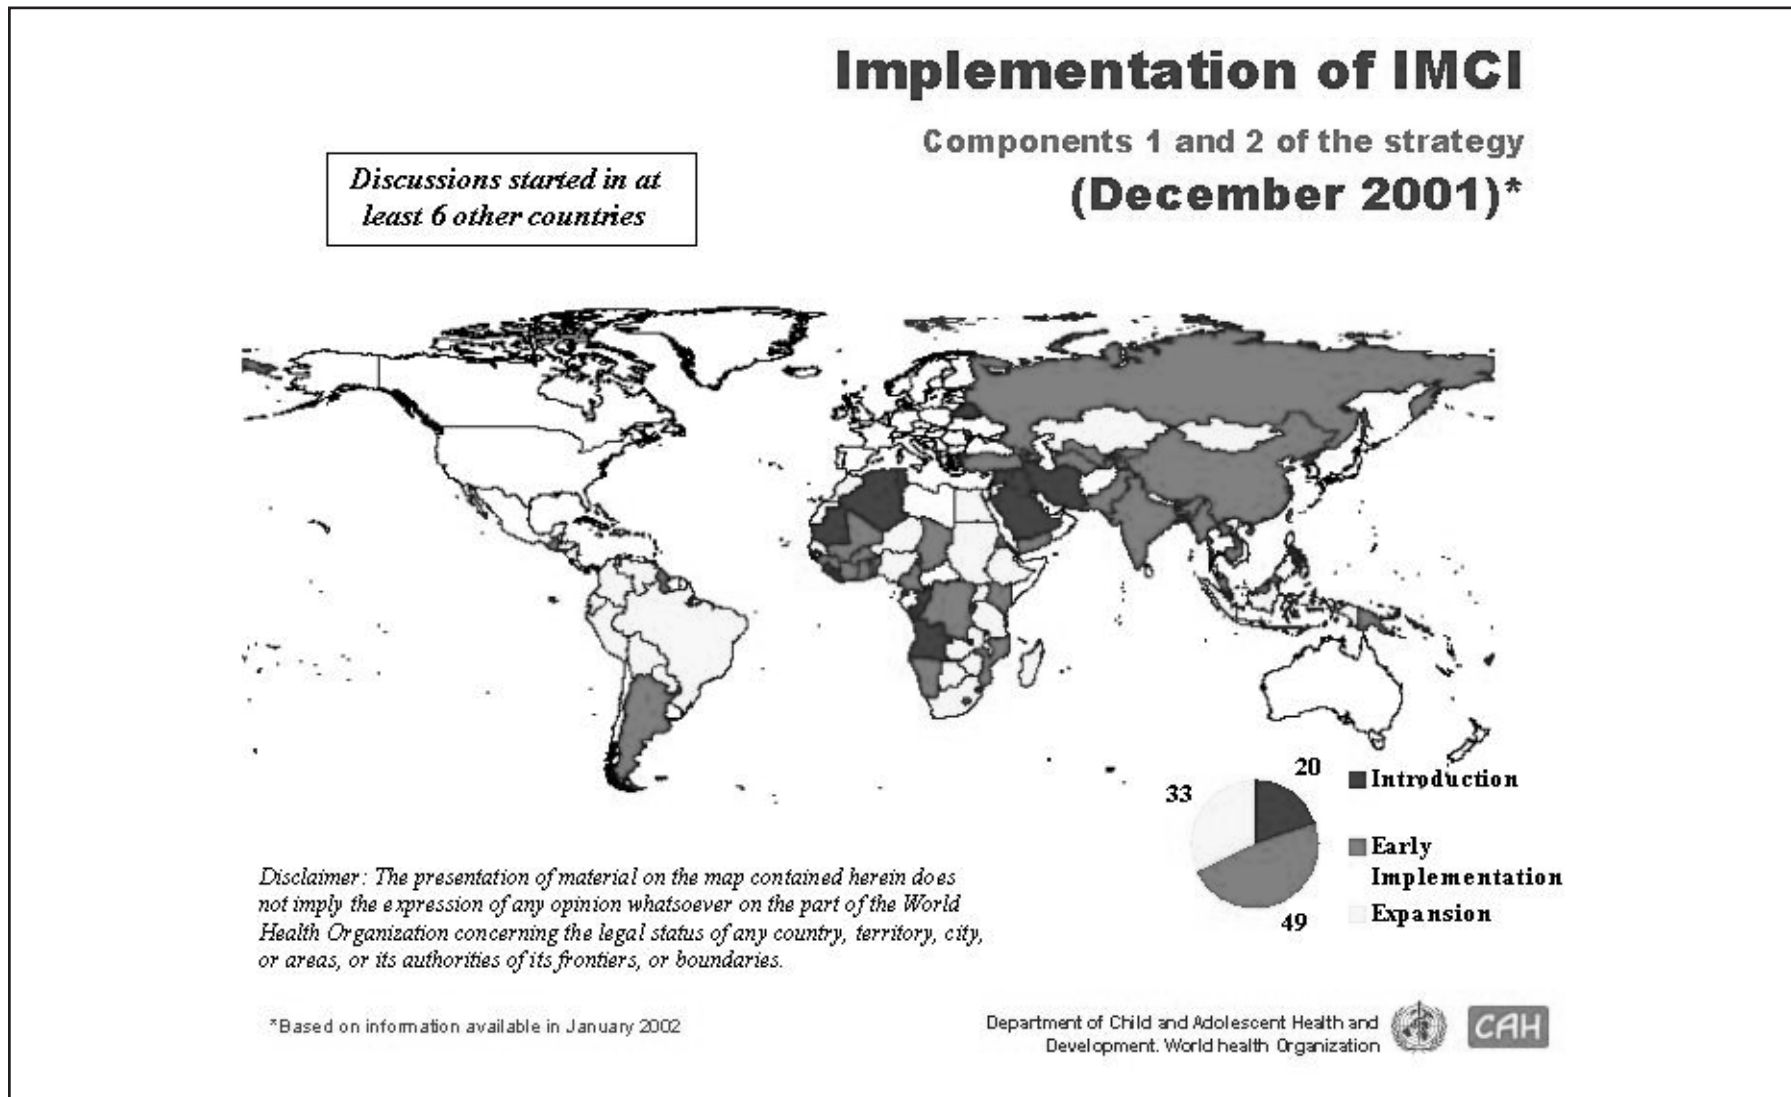 Implementation of IMCI
Components 1 and 2 of the strategy
(December 2001)*
Discussions started in at
least 6 other countries
20
33
49
Introduction
Early
Implementation
Expansion
Disclaimer: The presentation of material on the map contained herein does
not imply the expression of any opinion whatsoever on the part of the World
Health Organization concerning the legal status of any country, territory, city,
or areas, or its authorities of its frontiers, or boundaries.
*Based on information available in January 2002
Department of Child and Adolescent Health and
Development. World health Organization
CAH